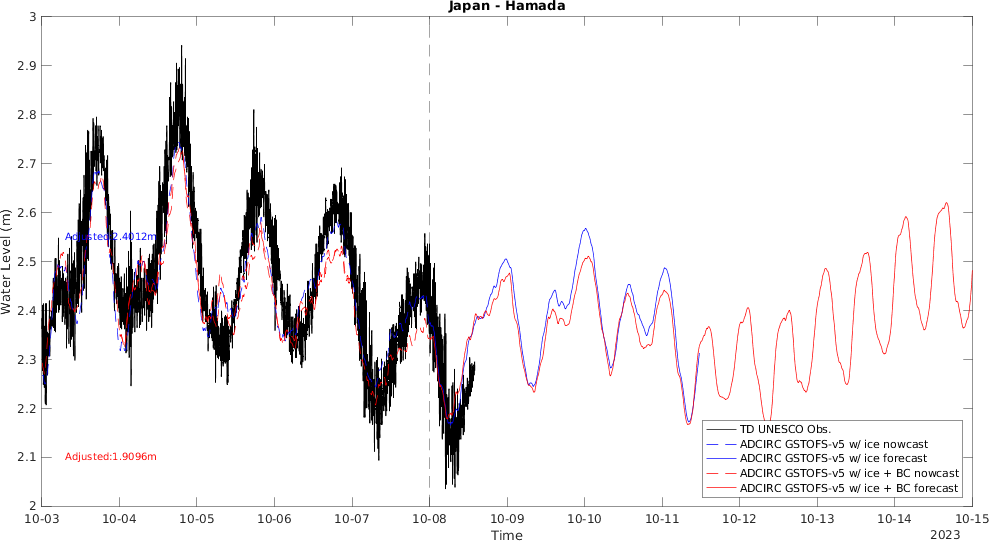 Japan - Hamada
3
2.9
2.8
2.7
2.6
2.5
2.4
2.3
2.2
2.1
2
Water Level (m)
Adjusted:2.4012m
Adjusted:1.9096m
TD UNESCO Obs.
ADCIRC GSTOFS-v5 w/ ice nowcast
ADCIRC GSTOFS-v5 w/ ice forecast
ADCIRC GSTOFS-v5 w/ ice + BC nowcast
ADCIRC GSTOFS-v5 w/ ice + BC forecast
10-03 10-04 10-05 10-06 10-07 10-08 10-09 10-10 10-11 10-12 10-13 10-14 10-15
Time
2023